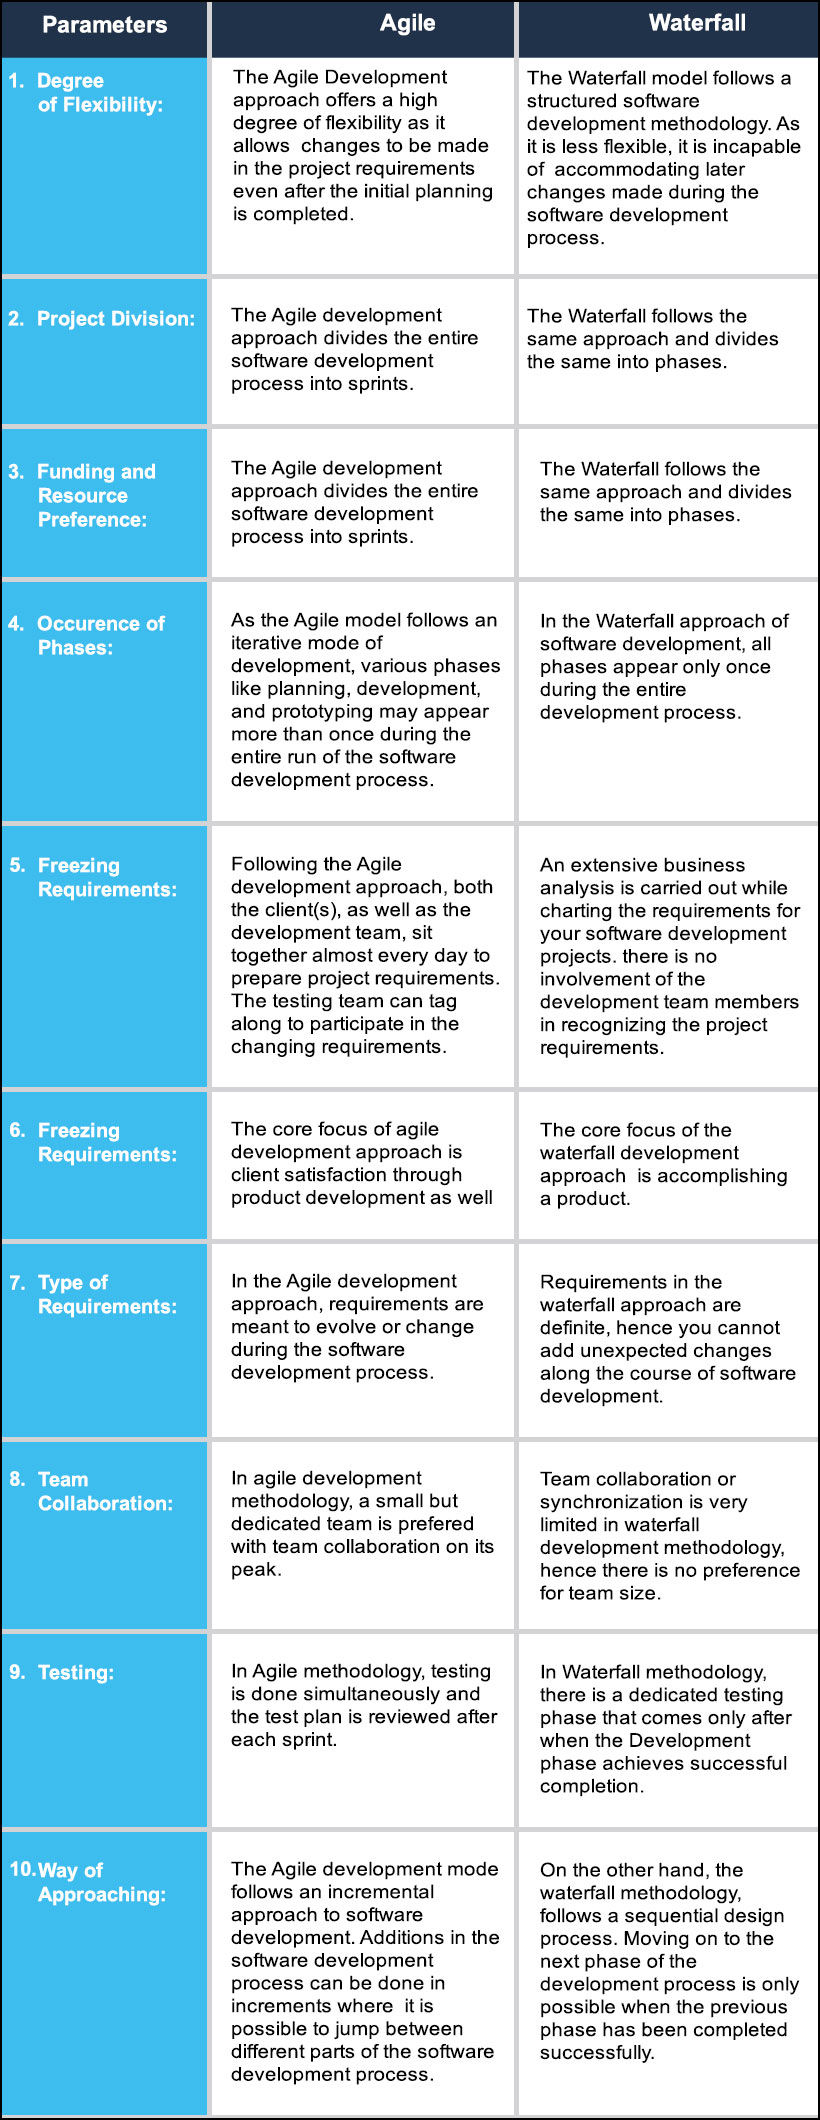 Parameters
Agile
Waterfall
1. Degree
of Flexibility:
The Agile Development
approach offers a high
degree of flexibility as it
allows  changes to be made
in the project requirements
even after the initial planning
is completed.
The Waterfall model follows a
structured software
development methodology. As
it is less flexible, it is incapable
of  accommodating later
changes made during the
software development
process.
2. Project Division:
The Agile development
approach divides the entire
software development
process into sprints.
The Waterfall follows the
same approach and divides
the same into phases.
3. Funding and
Resource
Preference:
The Agile development
approach divides the entire
software development
process into sprints.
The Waterfall follows the
same approach and divides
the same into phases.
4. Occurence of
Phases:
As the Agile model follows an
iterative mode of
development, various phases
like planning, development,
and prototyping may appear
more than once during the
entire run of the software
development process.
In the Waterfall approach of
software development, all
phases appear only once
during the entire
development process.
5. Freezing
Requirements:
Following the Agile
development approach, both
the client(s), as well as the
development team, sit
together almost every day to
prepare project requirements.
The testing team can tag
along to participate in the
changing requirements.
An extensive business
analysis is carried out while
charting the requirements for
your software development
projects. there is no
involvement of the
development team members
in recognizing the project
requirements.
6. Freezing
Requirements:
The core focus of agile
development approach is
client satisfaction through
product development as well
The core focus of the
waterfall development
approach  is accomplishing
a product.
7. Type of
Requirements:
In the Agile development
approach, requirements are
meant to evolve or change
during the software
development process.
Requirements in the
waterfall approach are
definite, hence you cannot
add unexpected changes
along the course of software
development.
8. Team
Collaboration:
In agile development
methodology, a small but
dedicated team is prefered
with team collaboration on its
peak.
Team collaboration or
synchronization is very
limited in waterfall
development methodology,
hence there is no preference
for team size.
9. Testing:
In Agile methodology, testing
is done simultaneously and
the test plan is reviewed after
each sprint.
In Waterfall methodology,
there is a dedicated testing
phase that comes only after
when the Development
phase achieves successful
completion.
10.Way of
Approaching:
The Agile development mode
follows an incremental
approach to software
development. Additions in the
software development
process can be done in
increments where  it is
possible to jump between
different parts of the software
development process.
On the other hand, the
waterfall methodology,
follows a sequential design
process. Moving on to the
next phase of the
development process is only
possible when the previous
phase has been completed
successfully.